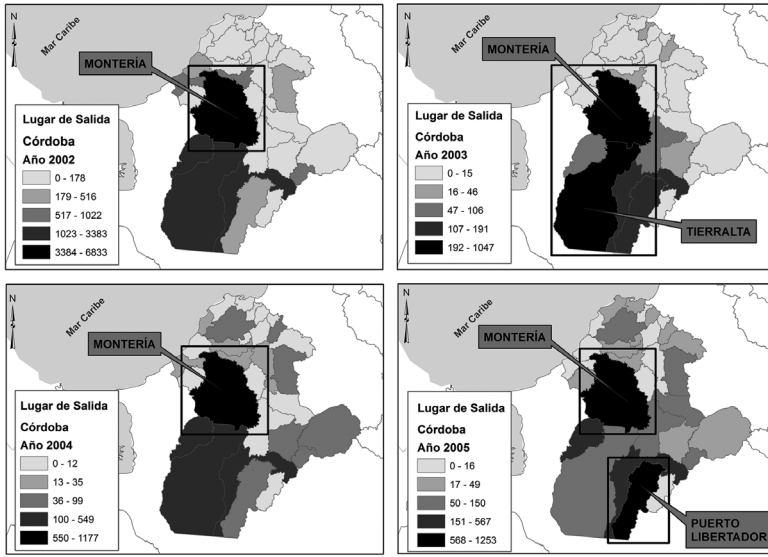 N
Mar Caribe
MONTERÍA
Lugar de Salida
Córdoba
Año 2002
0 - 178
179 - 516
517 - 1022
1023 - 3383
3384 - 6833
N
Mar Caribe
MONTERÍA
Lugar de Salida
Córdoba
Año 2003
0 - 15
16 - 46
47 - 106
107 - 191
192 - 1047
TIERRALTA
N
Mar Caribe
MONTERÍA
Lugar de Salida
Córdoba
Año 2004
0 - 12
13 - 35
36 - 99
100 - 549
550 - 1177
N
Mar Caribe
MONTERÍA
Lugar de Salida
Córdoba
Año 2005
0 - 16
17 - 49
50 - 150
151 - 567
568 - 1253
PUERTO
LIBERTADOR